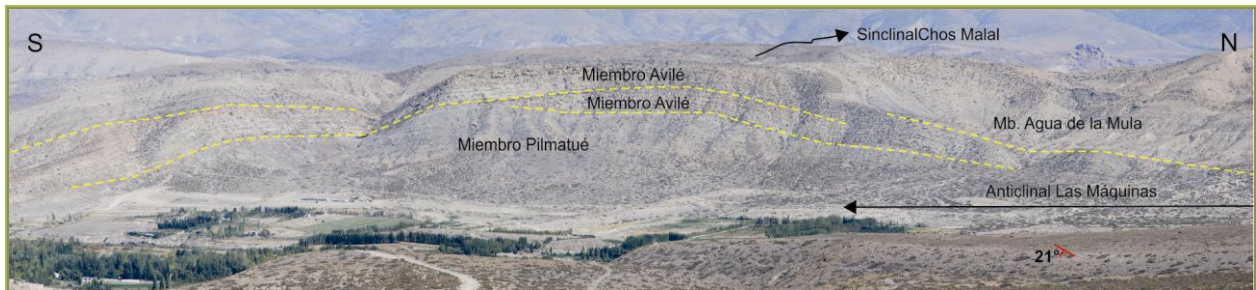 S
SinclinalChos Malal
N
Miembro Avilé
Miembro Avilé
Mb. Agua de la Mula
Miembro Pilmatué
Anticlinal Las Máquinas
21°